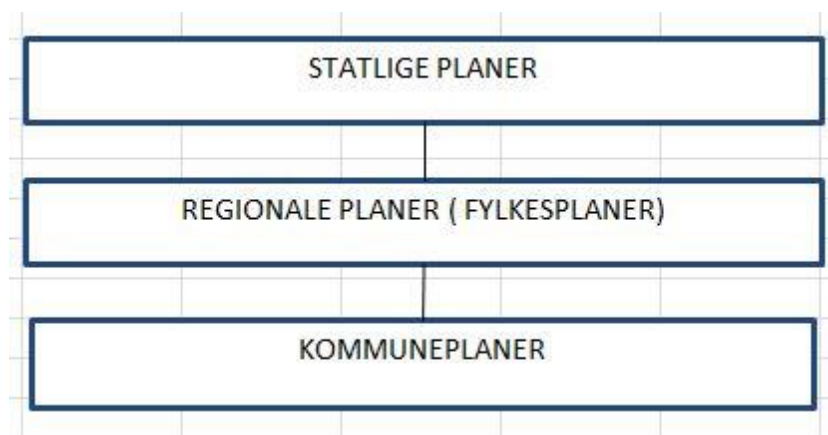 STATLIGE PLANER
REGIONALE PLANER ( FYLKESPLANER)
KOMMUNEPLANER